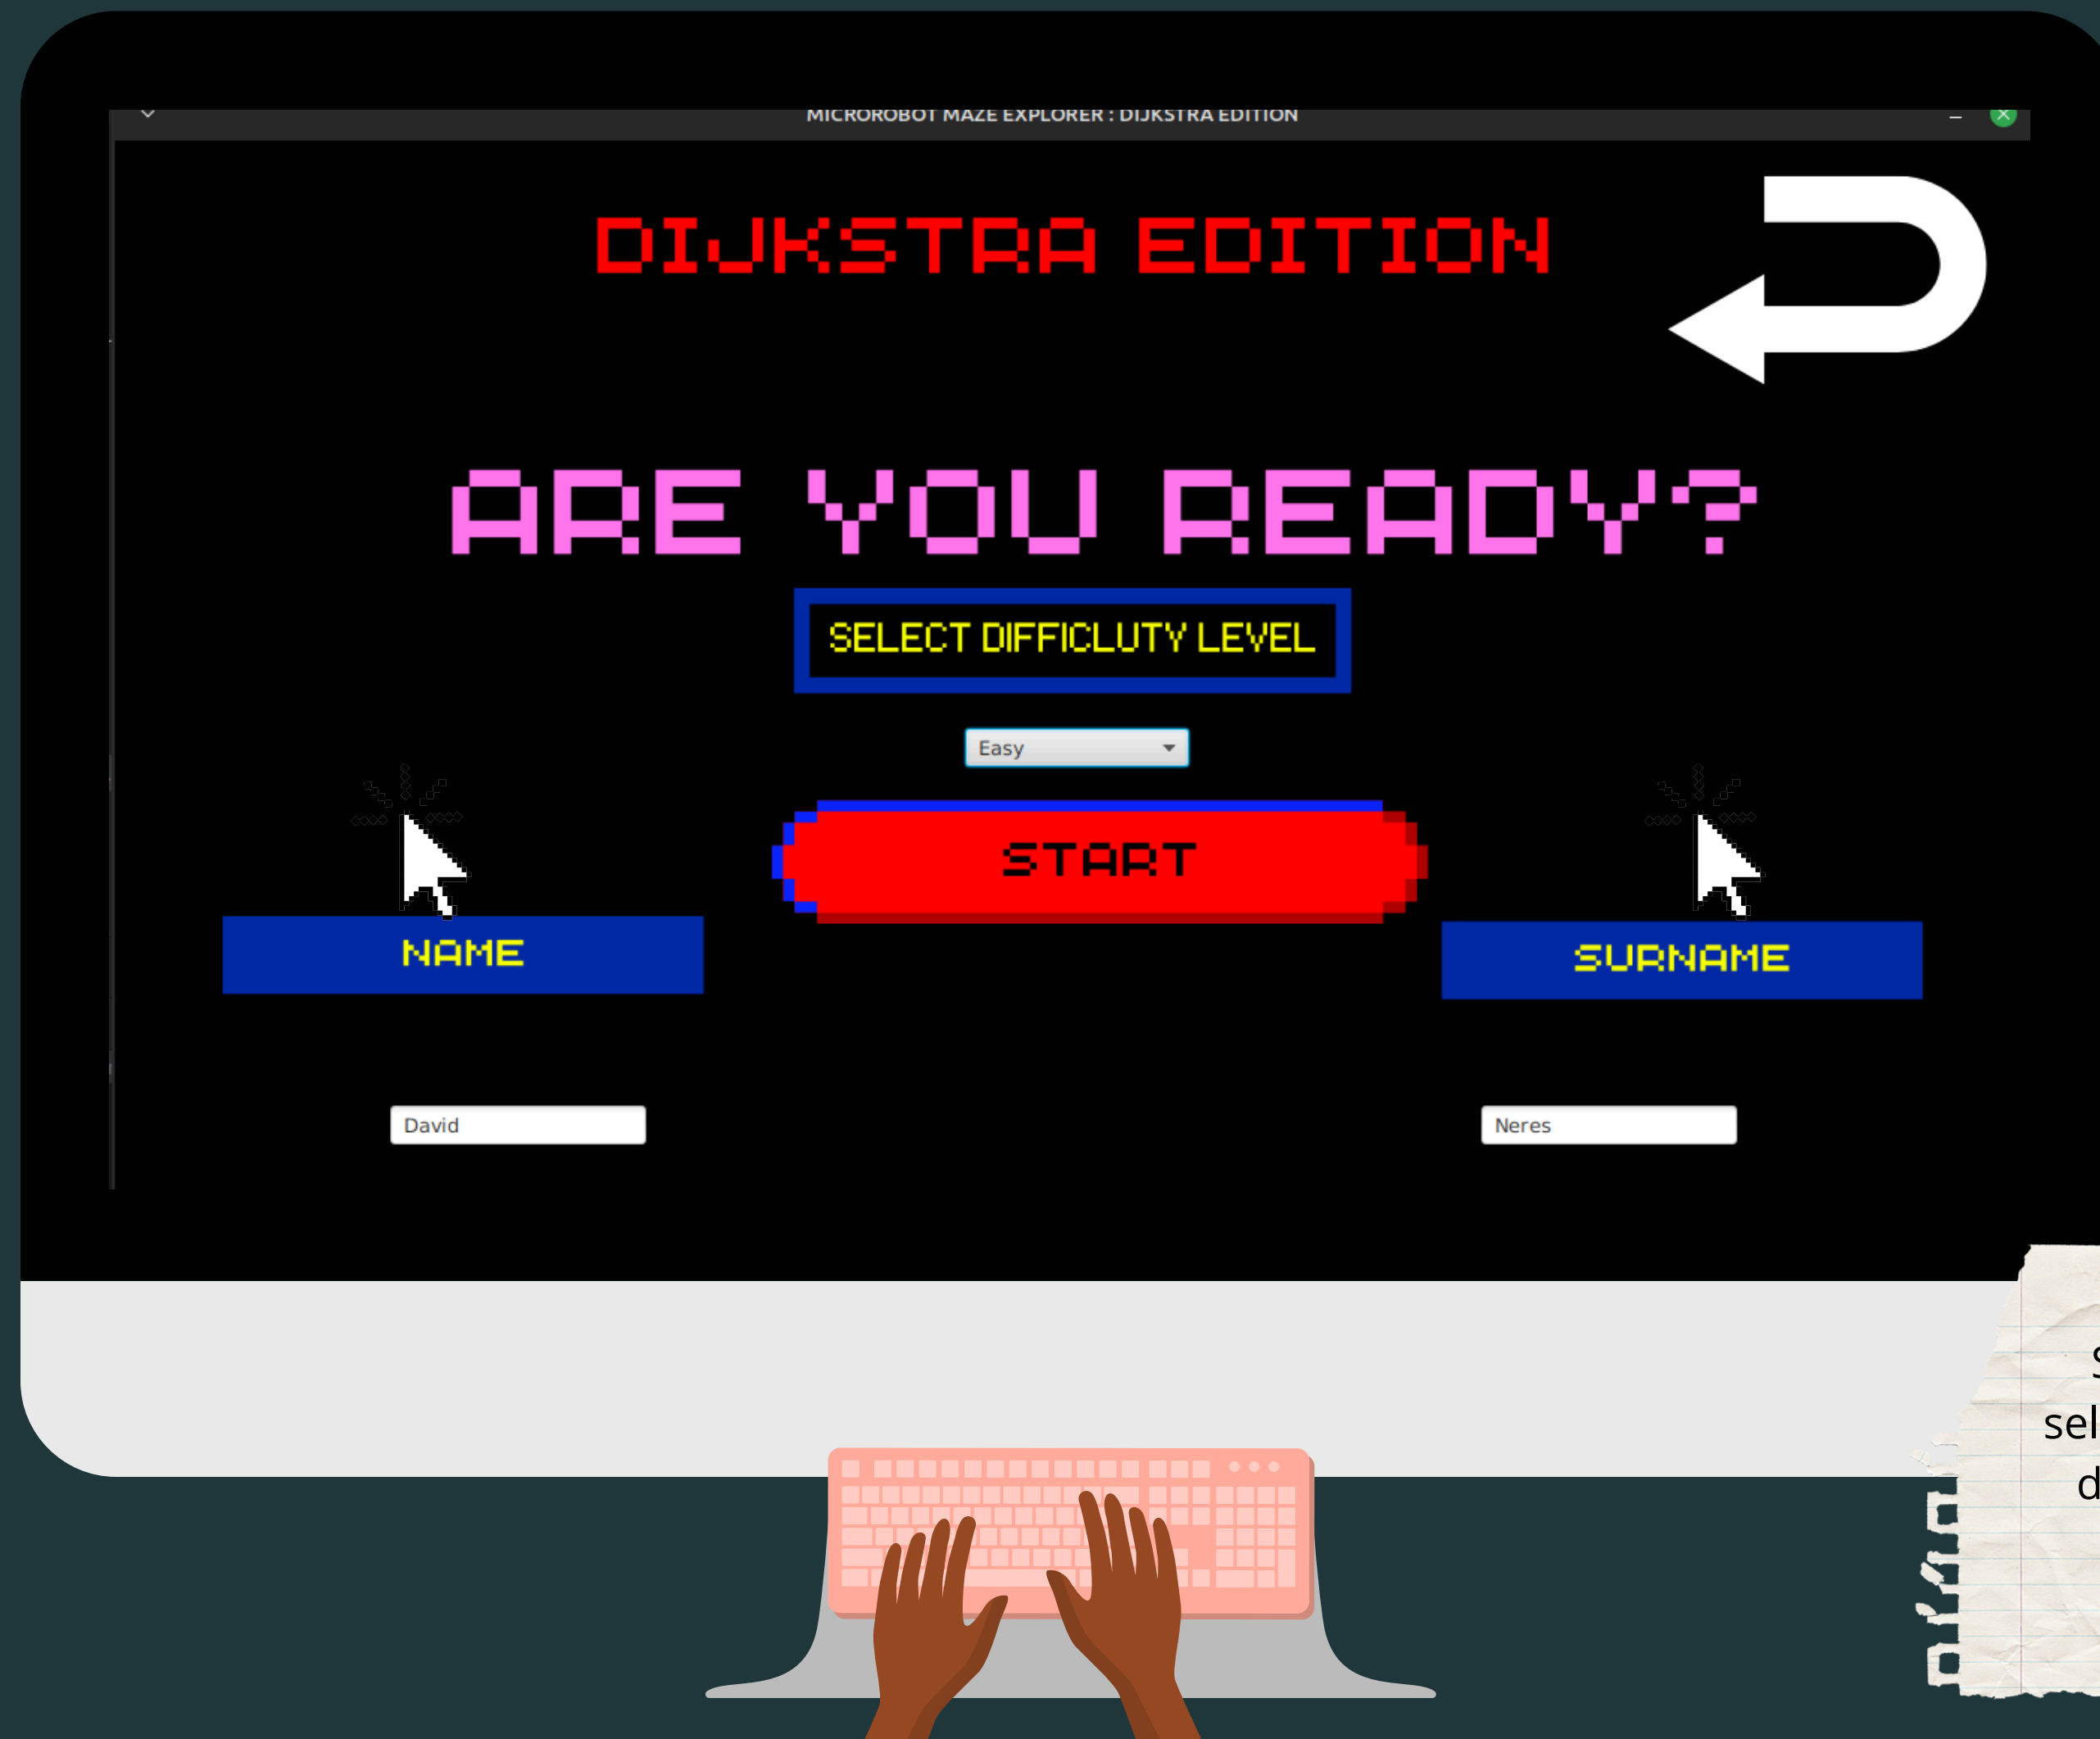 MICROROBOT MAZE EXPLORER : DIJKSTRA EDITION
DIJKSTRA EDITION
ARE YOU READY?
SELECT DIFFICLUTY LEVEL
Easy
START
NAME
SURNAME
David
Neres